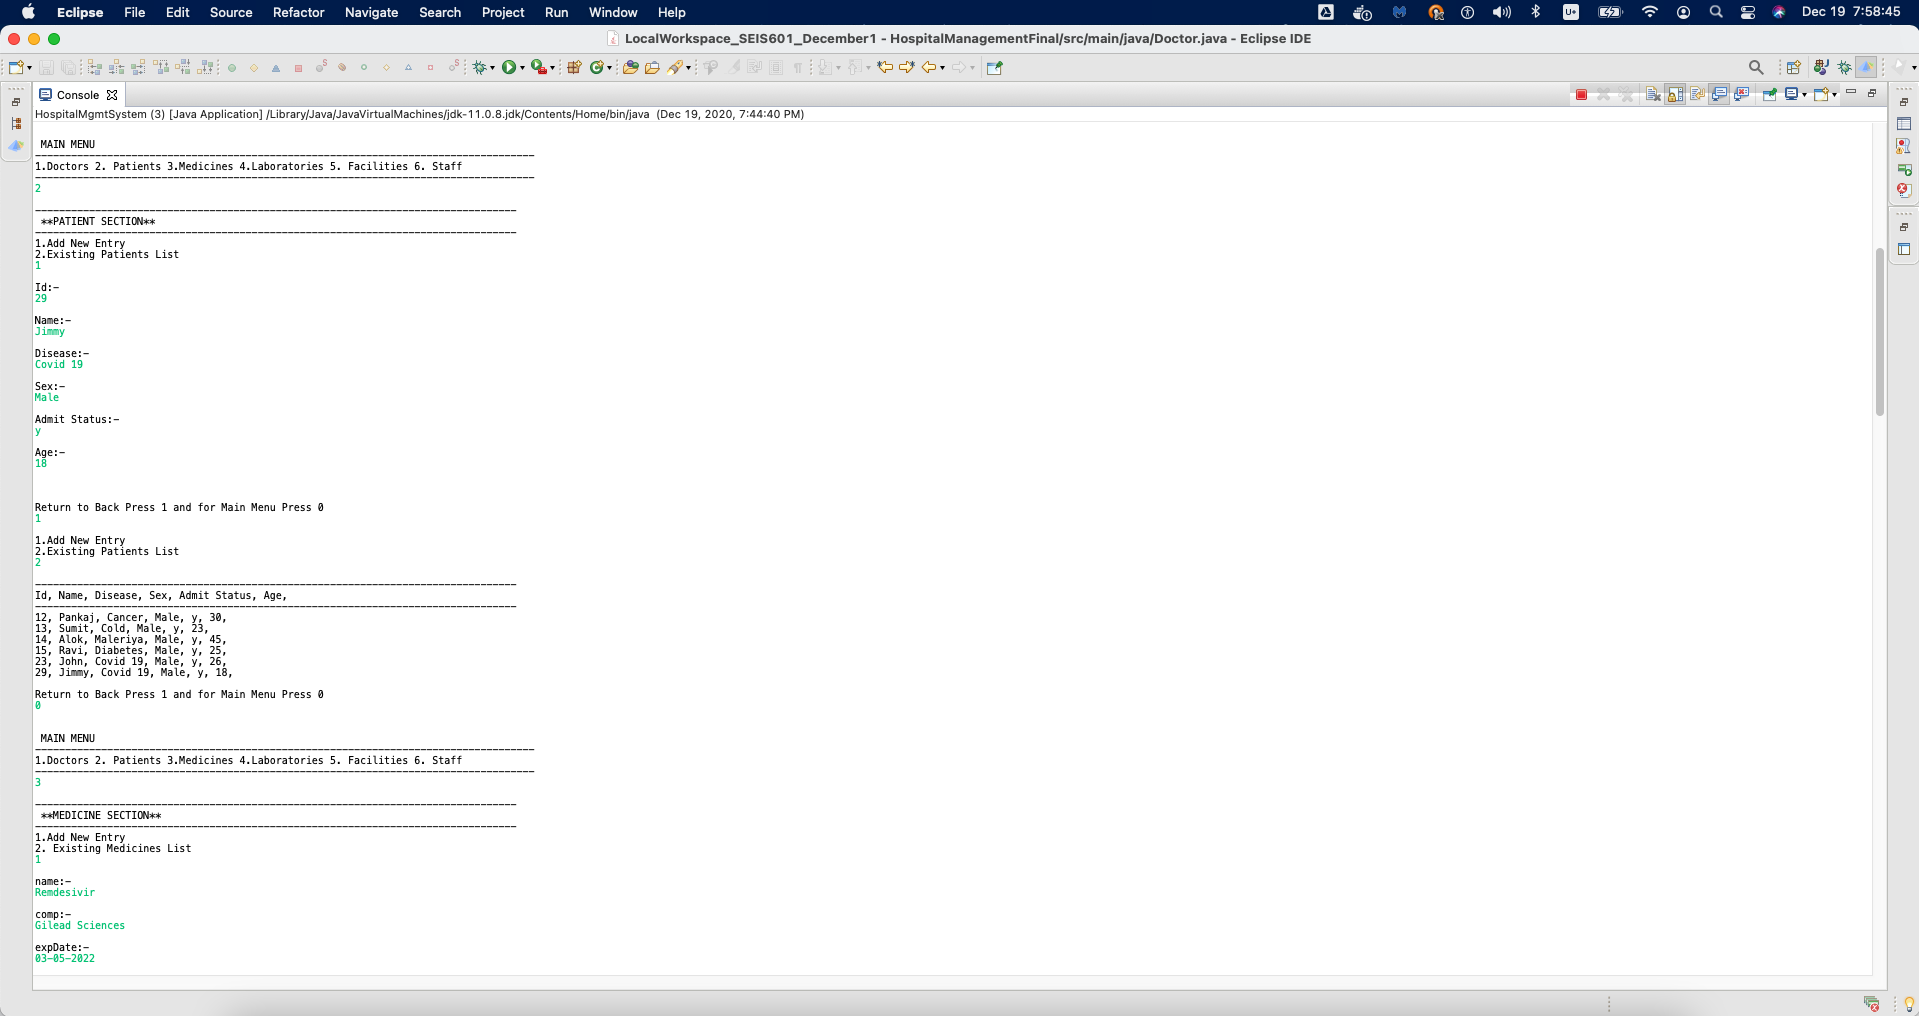 Eclipse File Edit Source Refactor Navigate Search Project Run Window Help Dec 19 7:58:45
LocalWorkspace_SEIS601_December1 - HospitalManagementFinal/src/main/java/Doctor.java - Eclipse IDE
Console
HospitalMgmtSystem (3) [Java Application] /Library/Java/JavaVirtualMachines/jdk-11.0.8.jdk/Contents/Home/bin/java (Dec 19, 2020, 7:44:40 PM)
MAIN MENU
1.Doctors 2. Patients 3.Medicines 4.Laboratories 5. Facilities 6. Staff
2
**PATIENT SECTION**
1.Add New Entry
2.Existing Patients List
1
Id:-
29
Name:-
Jimmy
Disease:-
Covid 19
Sex:-
Male
Admit Status:-
y
Age:-
18
Return to Back Press 1 and for Main Menu Press 0
1
1.Add New Entry
2.Existing Patients List
2
Id, Name, Disease, Sex, Admit Status, Age,
12, Pankaj, Cancer, Male, y, 30,
13, Sumit, Cold, Male, y, 23,
14, Alok, Maleriya, Male, y, 45,
15, Ravi, Diabetes, Male, y, 25,
23, John, Covid 19, Male, y, 26,
29, Jimmy, Covid 19, Male, y, 18,
Return to Back Press 1 and for Main Menu Press 0
0
MAIN MENU
1.Doctors 2. Patients 3.Medicines 4.Laboratories 5. Facilities 6. Staff
3
**MEDICINE SECTION**
1.Add New Entry
2. Existing Medicines List
1
name:-
Remdesivir
comp:-
Gilead Sciences
expDate:-
03-05-2022